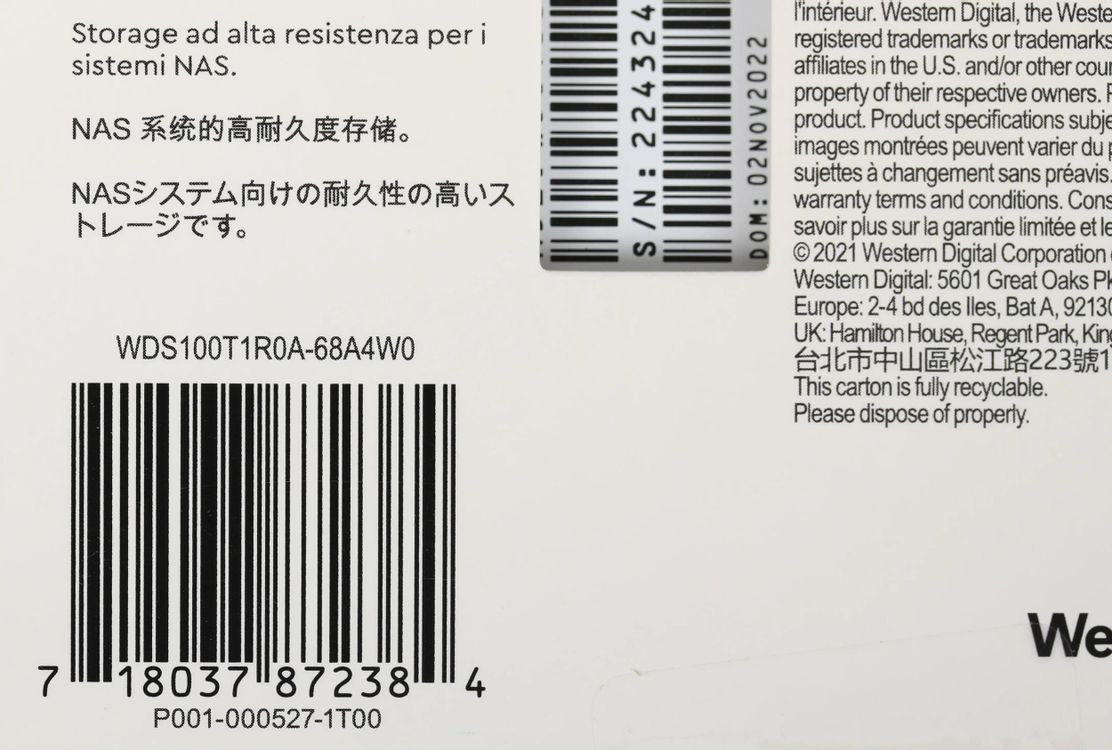 Storage ad alta resistenza per i
sistemi NAS.
NAS 系统的高耐久度存储。
NASシステム向けの耐久性の高いス
トレージです。
WDS100T1R0A-68A4W0
7 18037 87238 4
P001-000527-1T00
S/N: 224324
DOM: 02NOV2022
l'intérieur. Western Digital, the Weste
registered trademarks or trademarks
affiliates in the U.S. and/or other cour
property of their respective owners. P
product. Product specifications subje
images montrées peuvent varier du p
sujettes à changement sans préavis.
warranty terms and conditions. Cons
savoir plus sur la garantie limitée et le
© 2021 Western Digital Corporation
Western Digital: 5601 Great Oaks Pk
Europe: 2-4 bd des Iles, Bat A, 92130
UK: Hamilton House, Regent Park, King
台北市中山區松江路223號1
This carton is fully recyclable.
Please dispose of properly.
We